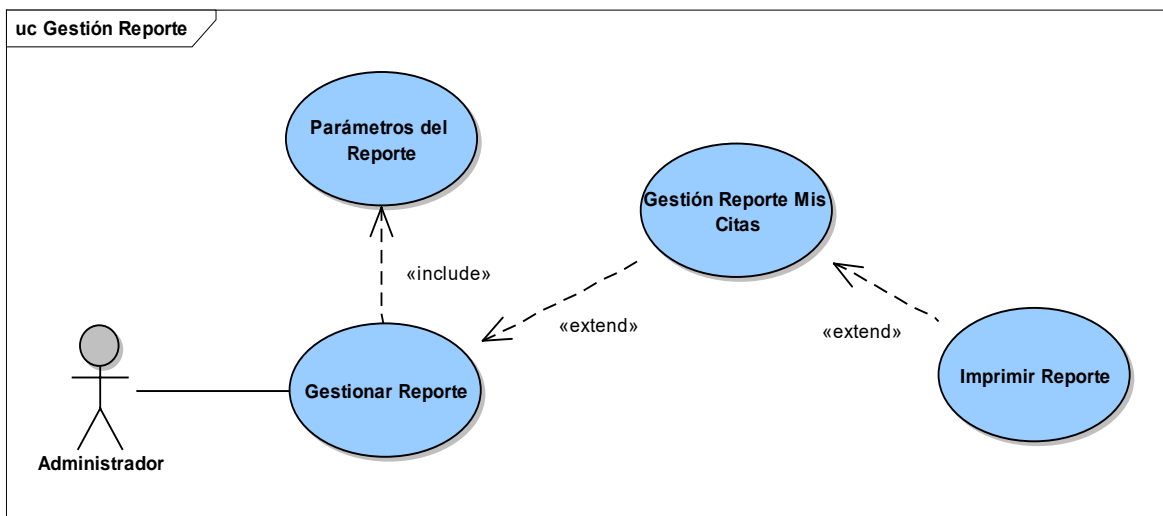 uc Gestión Reporte
Parámetros del
Reporte
Gestión Reporte Mis
Citas
«include»
«extend»
«extend»
Gestionar Reporte
Imprimir Reporte
Administrador